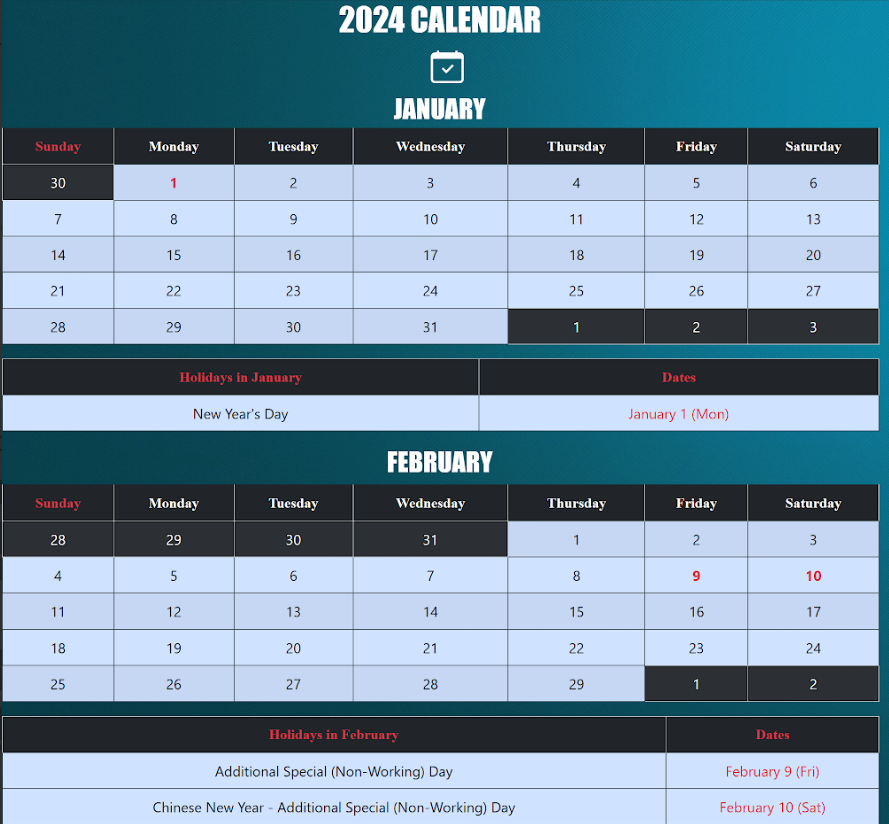 2024 CALENDAR
JANUARY
Sunday Monday Tuesday Wednesday Thursday Friday Saturday
30 1 2 3 4 5 6
7 8 9 10 11 12 13
14 15 16 17 18 19 20
21 22 23 24 25 26 27
28 29 30 31 1 2 3
Holidays in January Dates
New Year's Day January 1 (Mon)
FEBRUARY
Sunday Monday Tuesday Wednesday Thursday Friday Saturday
28 29 30 31 1 2 3
4 5 6 7 8 9 10
11 12 13 14 15 16 17
18 19 20 21 22 23 24
25 26 27 28 29 1 2
Holidays in February Dates
Additional Special (Non-Working) Day February 9 (Fri)
Chinese New Year - Additional Special (Non-Working) Day February 10 (Sat)